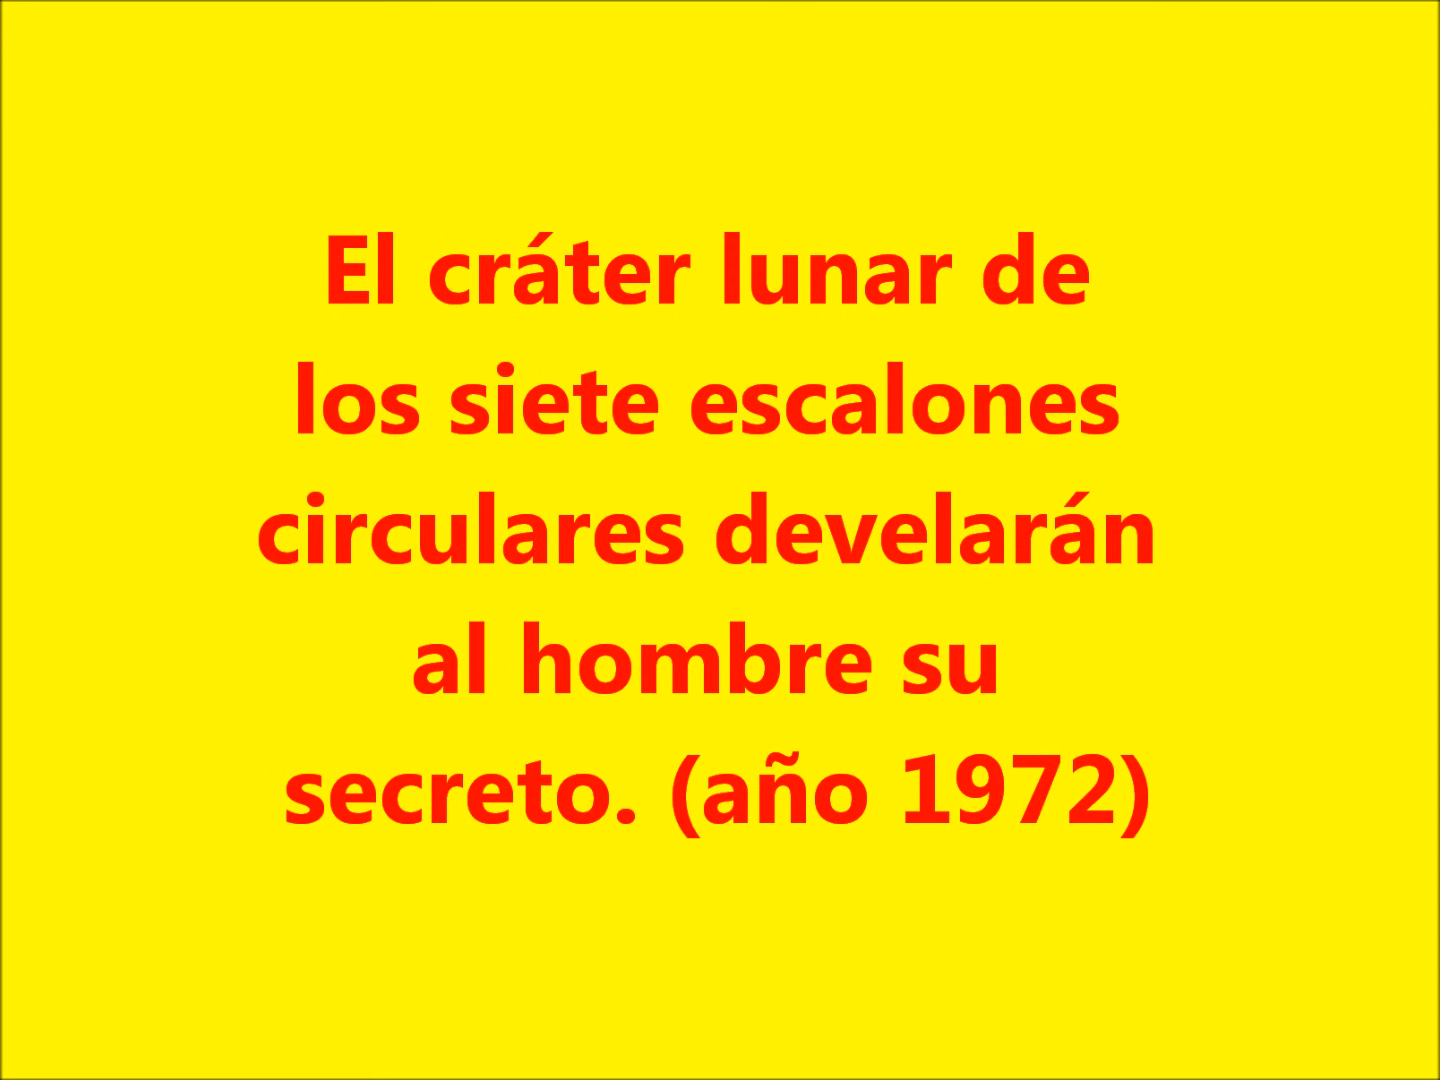 El cráter lunar de
los siete escalones
circulares develarán
al hombre su
secreto. (año 1972)